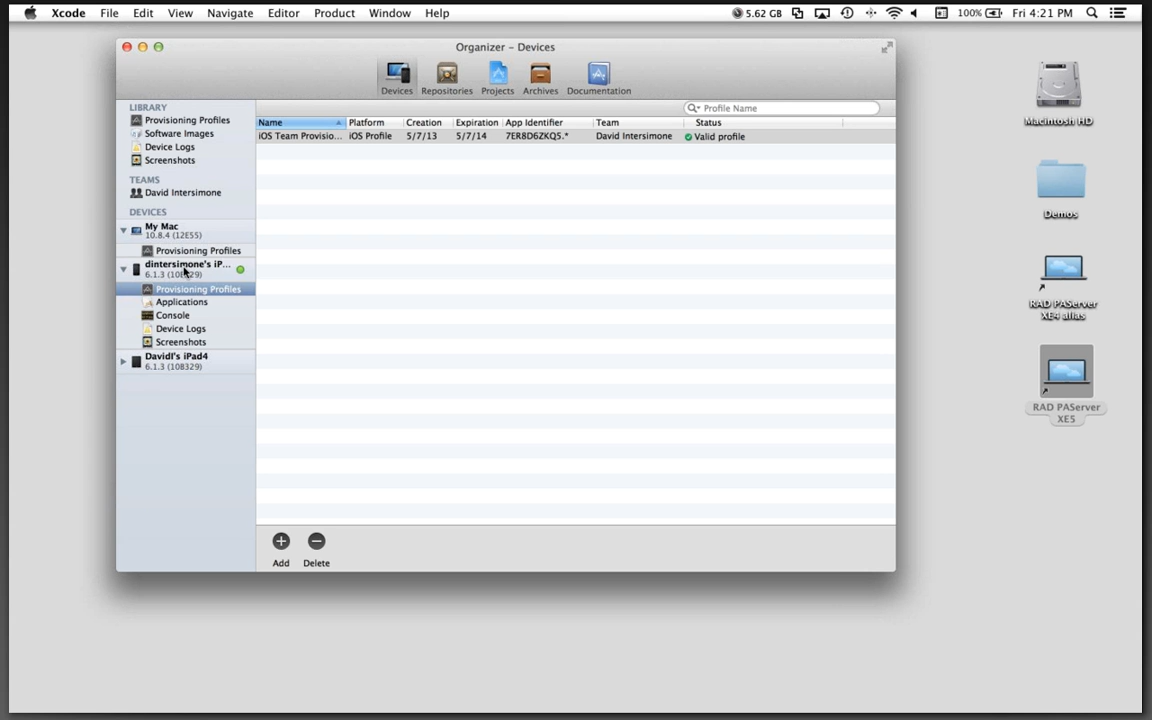 Xcode File Edit View Navigate Editor Product Window Help 5.62 GB 100% Fri 4:21 PM
Organizer – Devices
Devices Repositories Projects Archives Documentation
Profile Name
LIBRARY
Provisioning Profiles
Software Images
Device Logs
Screenshots
TEAMS
David Intersimone
DEVICES
My Mac
10.8.4 (12E55)
Provisioning Profiles
dintersimone's iP...
6.1.3
Provisioning Profiles
Applications
Console
Device Logs
Screenshots
DavidI's iPad4
6.1.3 (10B329)
Name Platform Creation Expiration App Identifier Team Status
iOS Team Provisio... iOS Profile 5/7/13 5/7/14 7ER8D6ZKQ5.* David Intersimone Valid profile
Add Delete
Macintosh HD
Demos
RAD PAServer
XE4 alias
RAD PAServer
XE5